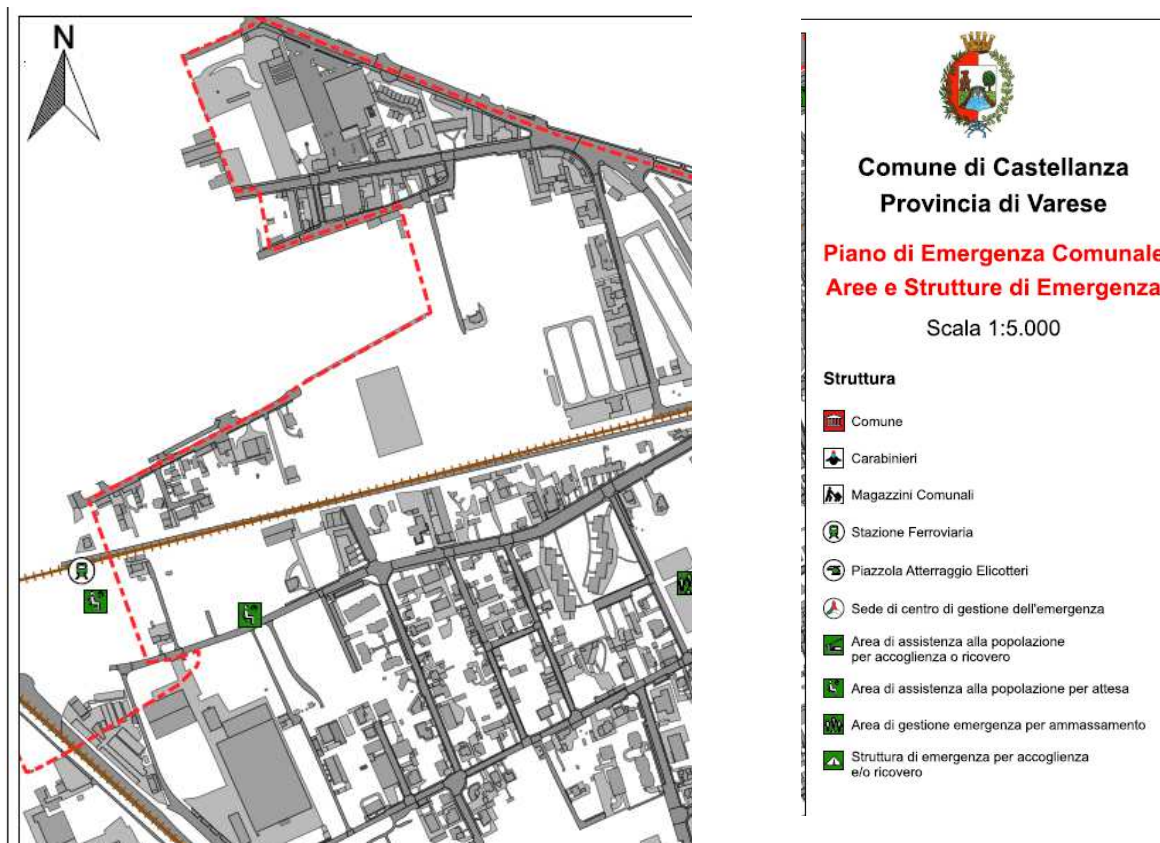 N
Comune di Castellanza
Provincia di Varese
Piano di Emergenza Comunale
Aree e Strutture di Emergenza
Scala 1:5.000
Struttura
Comune
Carabinieri
Magazzini Comunali
Stazione Ferroviaria
Piazzola Atterraggio Elicotteri
Sede di centro di gestione dell'emergenza
Area di assistenza alla popolazione
per accoglienza o ricovero
Area di assistenza alla popolazione per attesa
Area di gestione emergenza per ammassamento
Struttura di emergenza per accoglienza
e/o ricovero